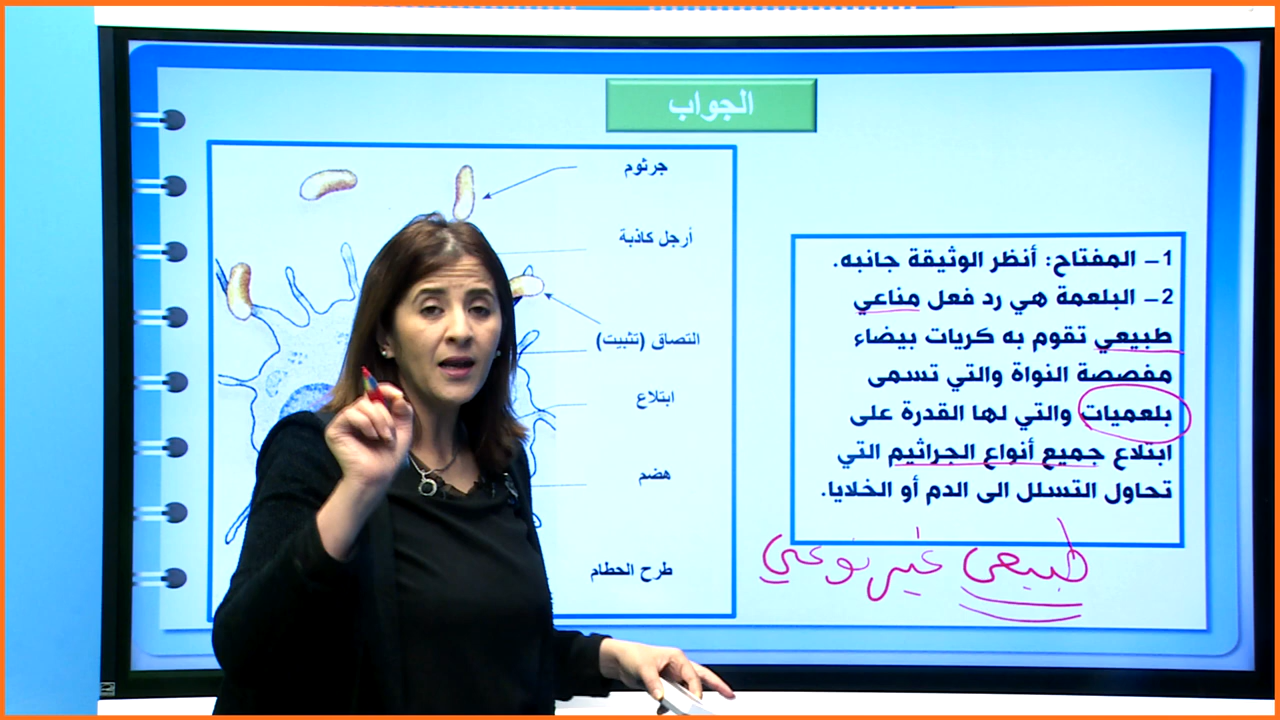 الجواب
جرثوم
أرجل كاذبة
التصاق (تثبيت)
ابتلاع
هضم
طرح الحطام
1– المفتاح: أنظر الوثيقة جانبه.
2– البلعمة هي رد فعل مناعي
طبيعي تقوم به كريات بيضاء
مفصصة النواة والتي تسمى
بلعميات والتي لها القدرة على
ابتلاع جميع أنواع الجراثيم التي
تحاول التسلل الى الدم أو الخلايا.
طبيعي غير نوعي